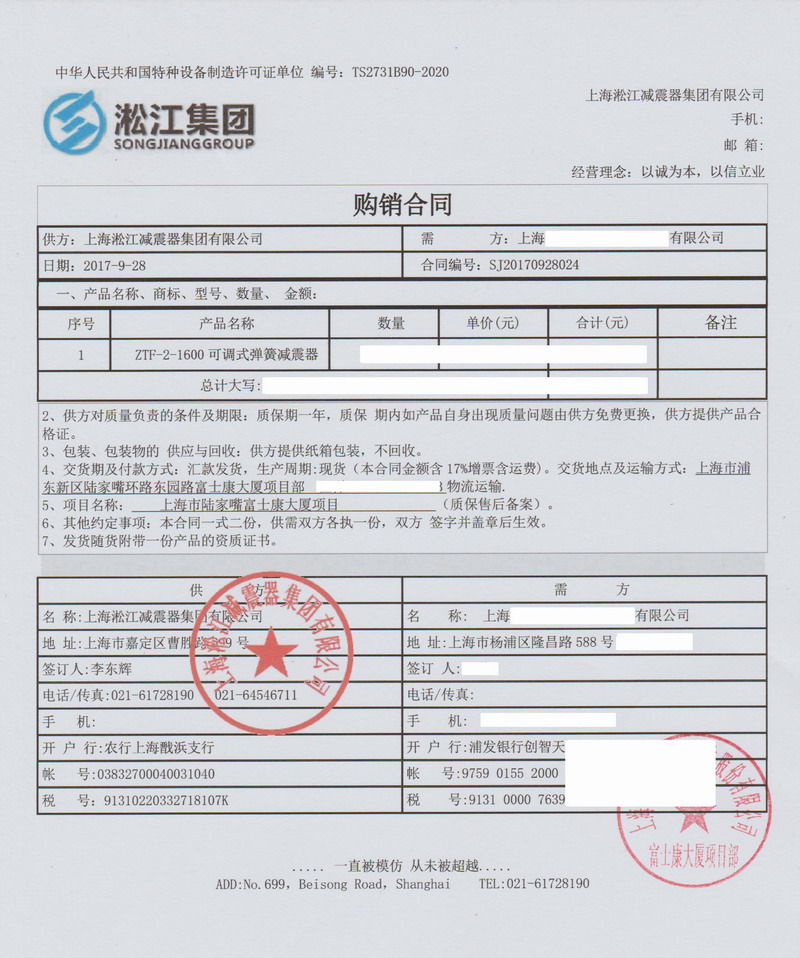 中华人民共和国特种设备制造许可证单位 编号：TS2731B90-2020
淞江集团
SONGJIANGGROUP
上海淞江减震器集团有限公司
手机:
邮 箱:
经营理念：以诚为本，以信立业
购销合同
供方：上海淞江减震器集团有限公司 需 方：上海 有限公司
日期：2017-9-28 合同编号：SJ20170928024
一、产品名称、商标、型号、数量、 金额：
序号 产品名称 数量 单价(元) 合计(元) 备注
1 ZTF-2-1600可调式弹簧减震器
总计大写:
2、供方对质量负责的条件及期限：质保期一年，质保 期内如产品自身出现质量问题由供方免费更换，供方提供产品合
格证。
3、包装、包装物的 供应与回收：供方提供纸箱包装，不回收。
4、交货期及付款方式：汇款发货，生产周期:现货（本合同金额含17%增票含运费）。交货地点及运输方式：上海市浦
东新区陆家嘴环路东园路富士康大厦项目部 物流运输.
5、项目名称： 上海市陆家嘴富士康大厦项目 （质保售后备案）。
6、其他约定事项：本合同一式二份，供需双方各执一份，双方 签字并盖章后生效。
7、发货随货附带一份产品的资质证书。
供 方 需 方
名 称:上海淞江减震器集团有限公司 名 称: 上海 有限公司
地 址:上海市嘉定区曹胜路 9号 地 址:上海市杨浦区隆昌路588号
签订人:李东辉 签订 人:
电话/传真:021-61728190 021-64546711 电话/传真:
手 机: 手 机:
开 户 行:农行上海戬浜支行 开 户 行:浦发银行创智天
帐 号:03832700040031040 帐 号:9759 0155 2000
税 号: 91310220332718107K 税 号:9131 0000 7639
上海淞江减震器集团有限公司
上海 股份有限公司
富士康大厦项目部
..... 一直被模仿 从未被超越.....
ADD:No.699, Beisong Road, Shanghai TEL:021-61728190